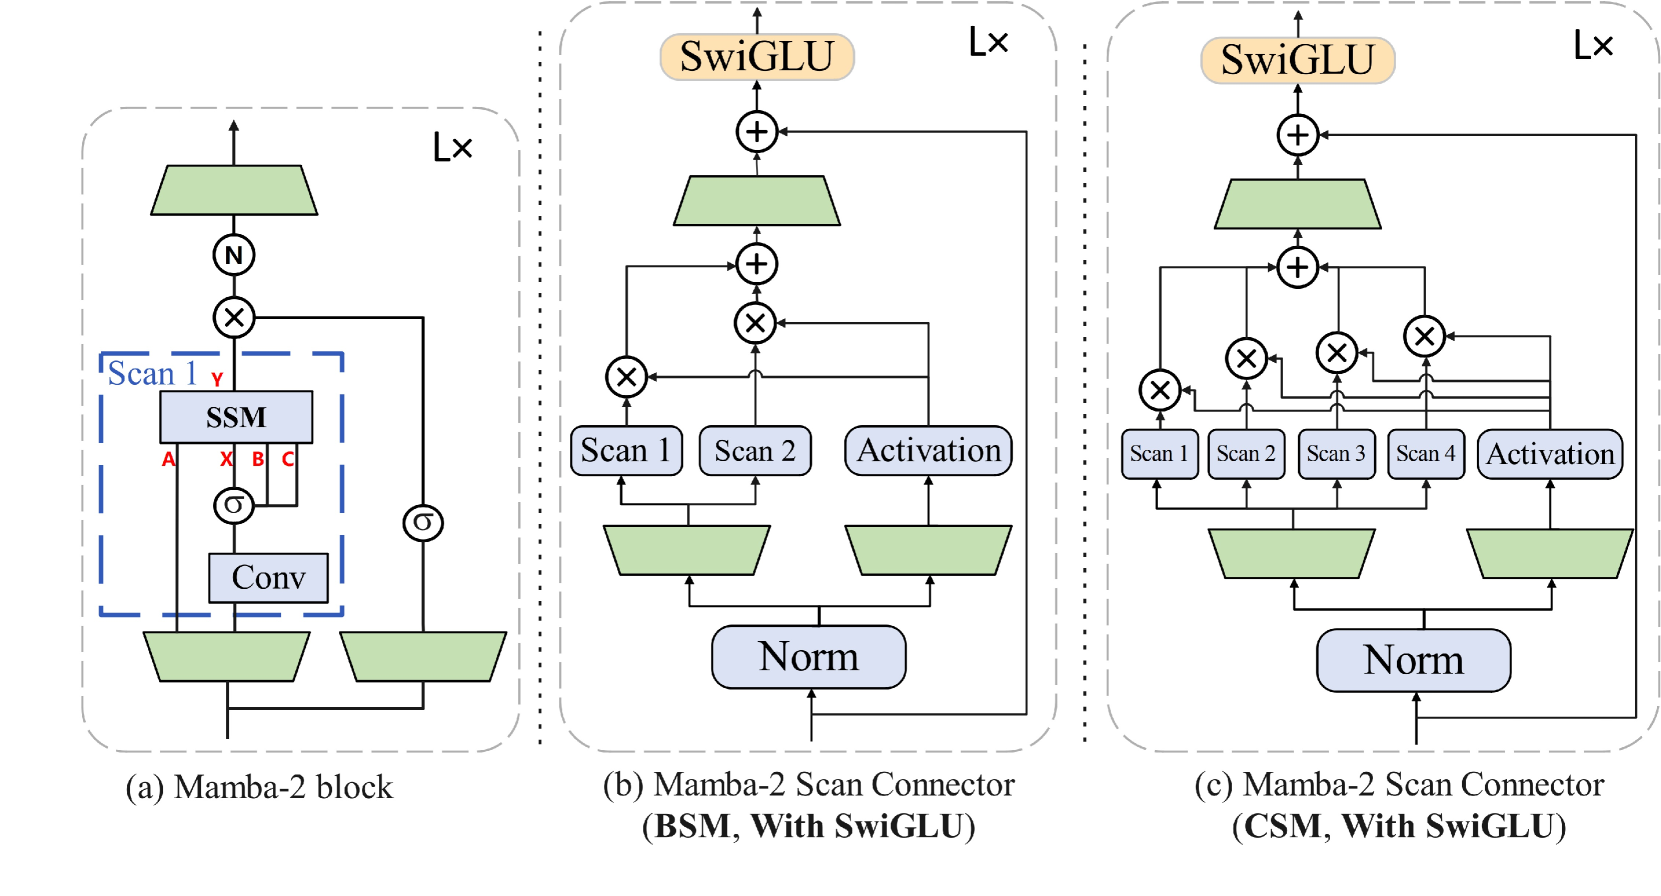 L×
N
×
Scan 1
Y
SSM
A X B C
σ
σ
Conv
(a) Mamba-2 block
SwiGLU
L×
+
+
×
×
Scan 1
Scan 2
Activation
Norm
(b) Mamba-2 Scan Connector
(BSM, With SwiGLU)
SwiGLU
L×
+
+
×
×
×
×
Scan 1
Scan 2
Scan 3
Scan 4
Activation
Norm
(c) Mamba-2 Scan Connector
(CSM, With SwiGLU)